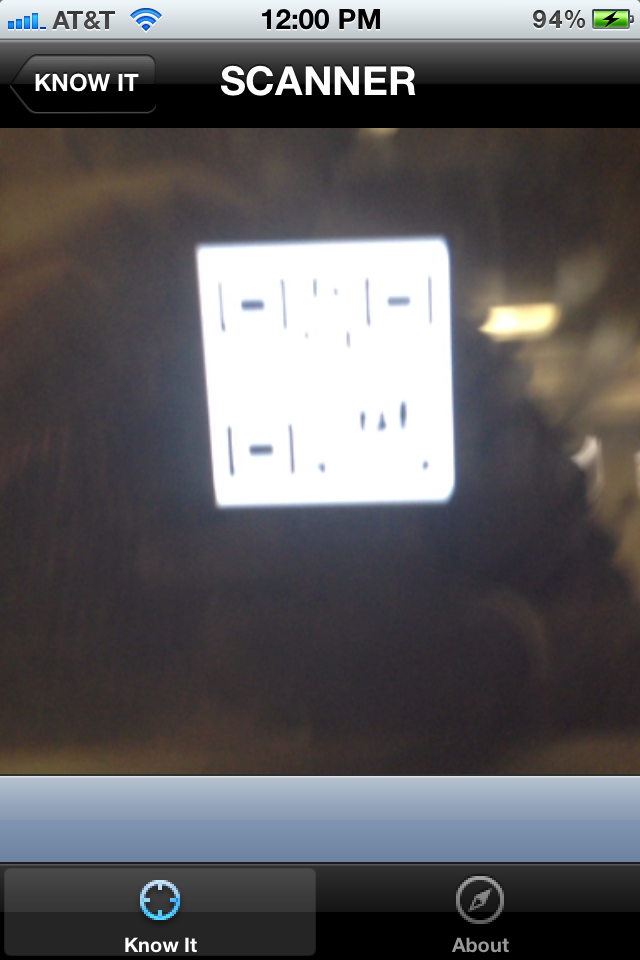 AT&T 12:00 PM 94%
KNOW IT SCANNER
Know It About